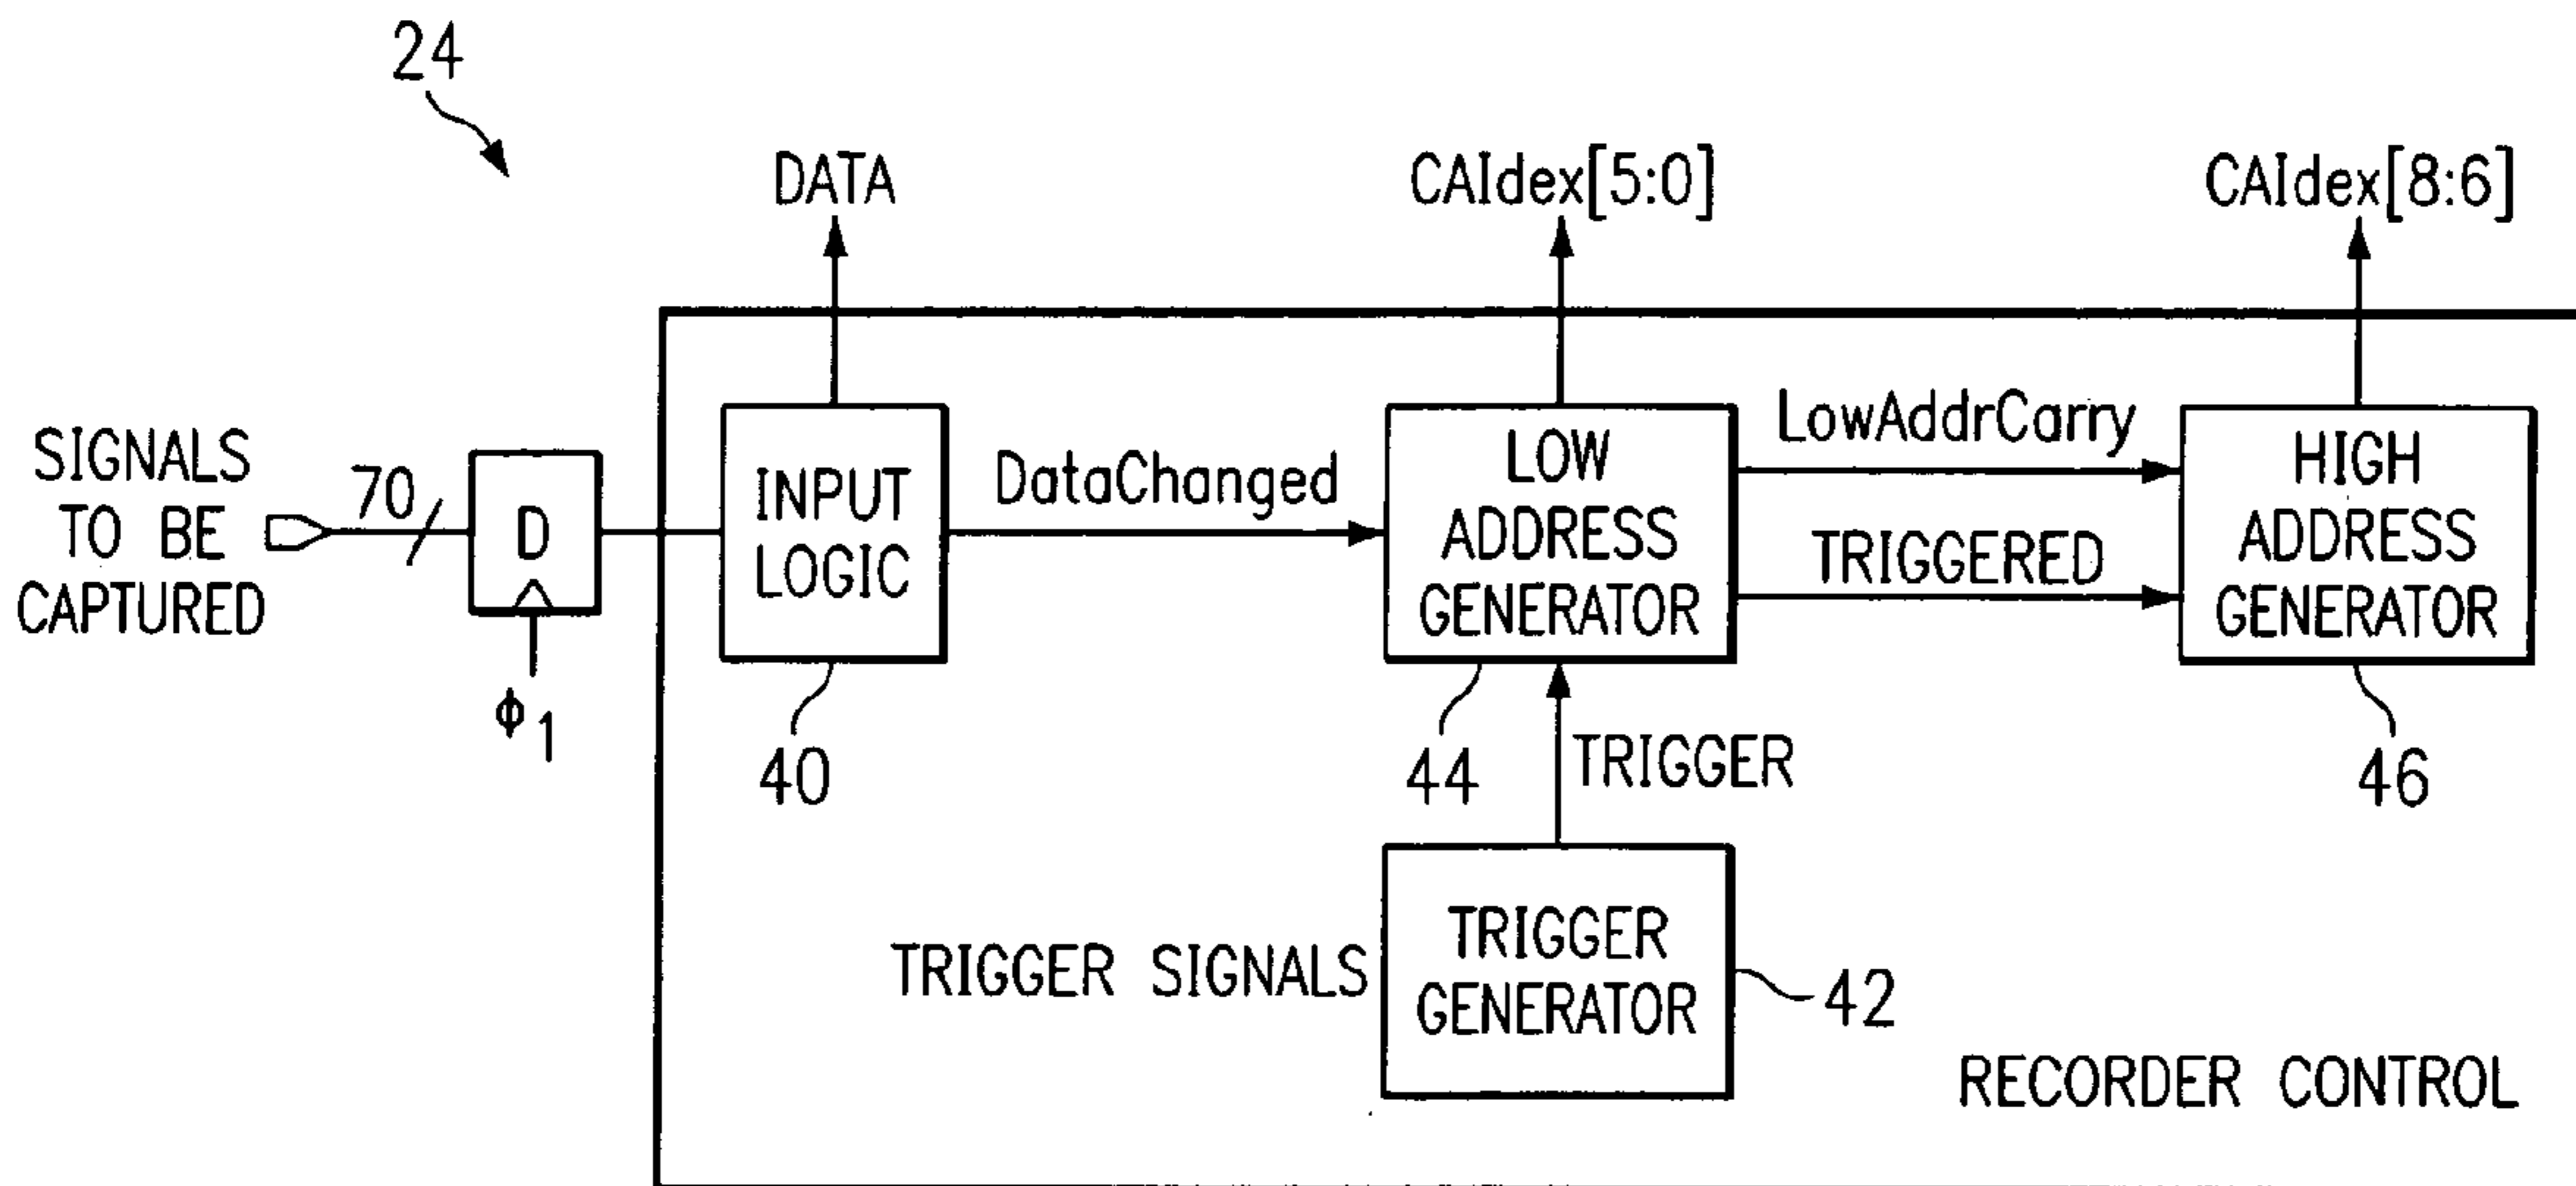 24
DATA
CAIdex[5:0]
CAIdex[8:6]
SIGNALS
TO BE
CAPTURED
70
D
ϕ1
INPUT
LOGIC
40
DataChanged
LOW
ADDRESS
GENERATOR
44
LowAddrCarry
TRIGGERED
HIGH
ADDRESS
GENERATOR
46
TRIGGER
TRIGGER SIGNALS
TRIGGER
GENERATOR
42
RECORDER CONTROL